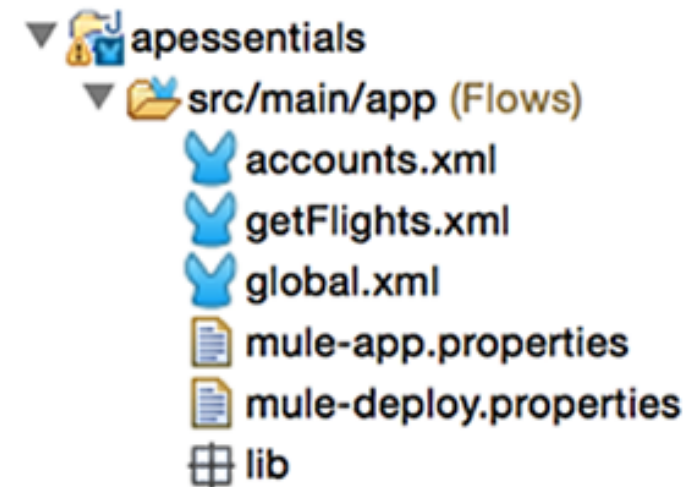 apessentials
src/main/app (Flows)
accounts.xml
getFlights.xml
global.xml
mule-app.properties
mule-deploy.properties
lib